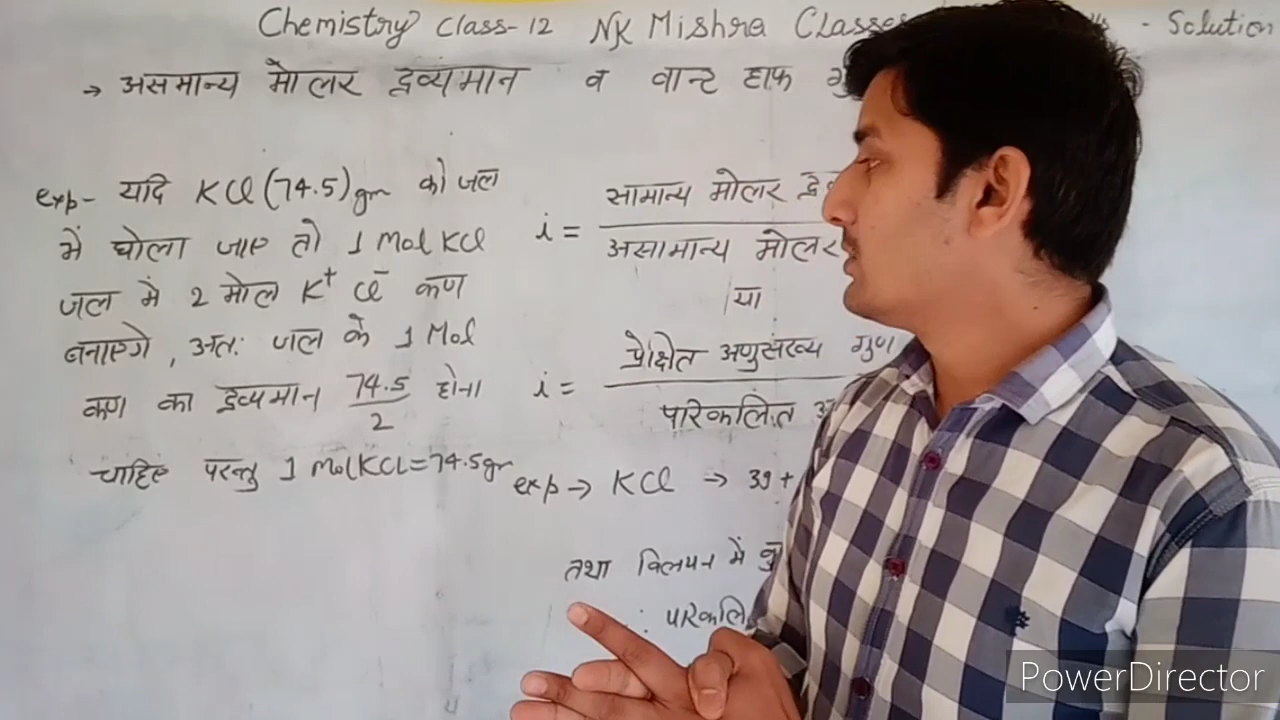 Chemistry Class-12 NK Mishra Classes - Solution
→ असमान्य मोलर द्रव्यमान व वान्ट हाफ
exp- यदि KCl (74.5) gm को जल
में घोला जाए तो 1 Mol KCl
जल में 2 मोल K⁺ Cl⁻ कण
बनाएगे, अतः जल के 1 Mol
कण का द्रव्यमान 74.5/2 होना
चाहिए परन्तु 1 Mol KCl = 74.5 gm
i = सामान्य मोलर / असामान्य मोलर
या
i = प्रेक्षित अणुसंख्य गुण / परिकलित
exp → KCl → 39 +
तथा विलयन में
∴ परिकलि
PowerDirector